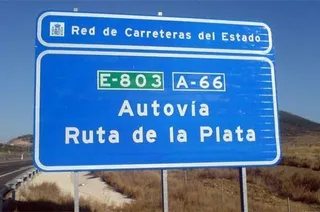 Red de Carreteras del Estado
E-803 A-66
Autovía
Ruta de la Plata